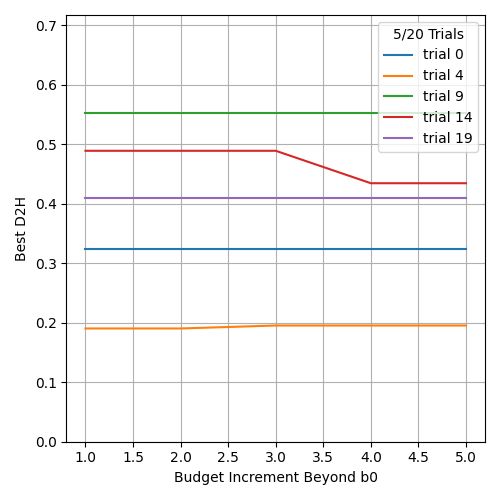 0.7
0.6
0.5
0.4
0.3
0.2
0.1
0.0
Best D2H
5/20 Trials
trial 0
trial 4
trial 9
trial 14
trial 19
1.0 1.5 2.0 2.5 3.0 3.5 4.0 4.5 5.0
Budget Increment Beyond b0